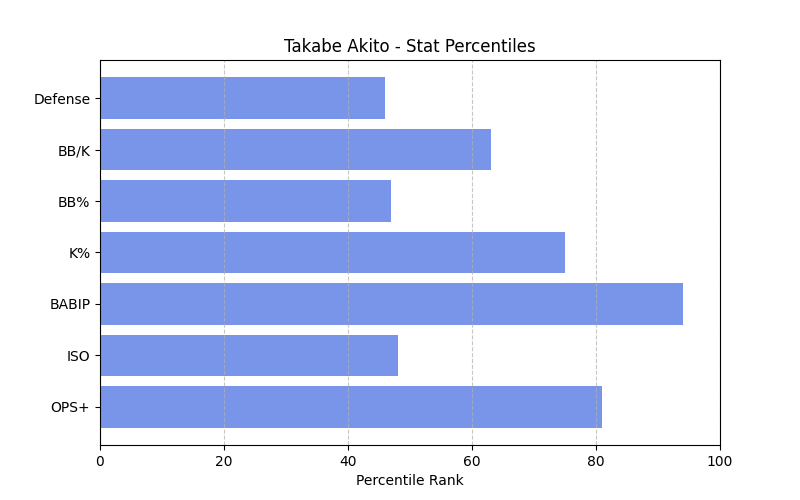 Takabe Akito - Stat Percentiles
Defense
BB/K
BB%
K%
BABIP
ISO
OPS+
0 20 40 60 80 100
Percentile Rank